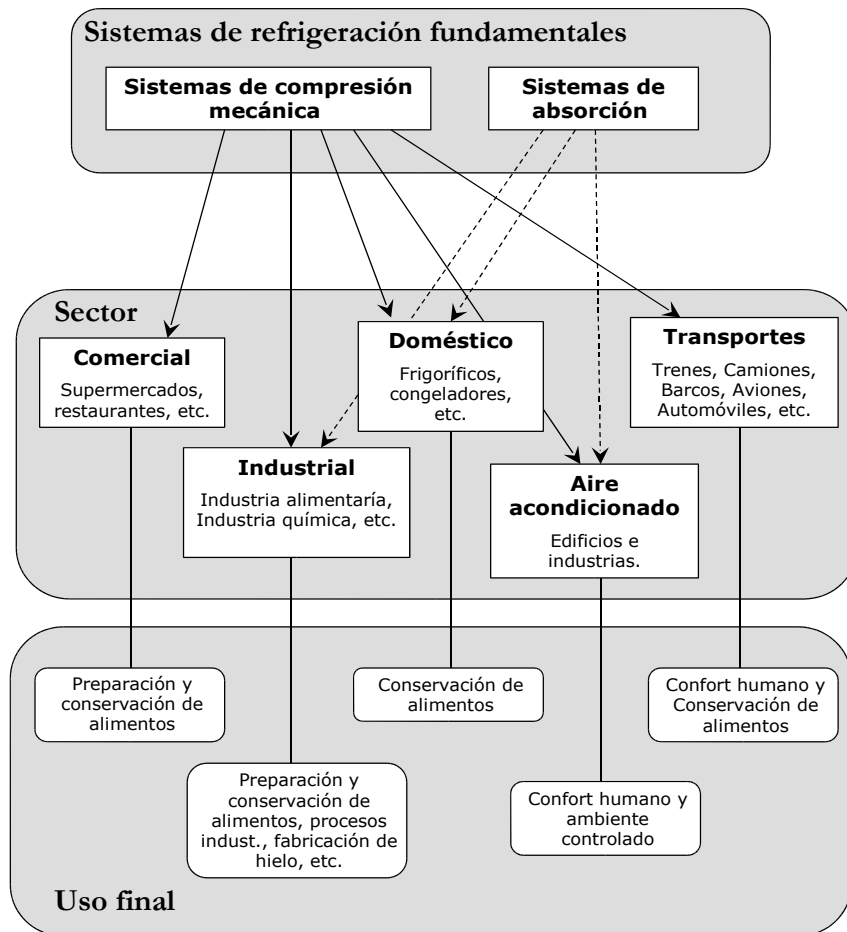 Sistemas de refrigeración fundamentales
Sistemas de compresión
mecánica
Sistemas de
absorción
Sector
Comercial
Supermercados,
restaurantes, etc.
Doméstico
Frigoríficos,
congeladores,
etc.
Transportes
Trenes, Camiones,
Barcos, Aviones,
Automóviles, etc.
Industrial
Industria alimentaría,
Industria química, etc.
Aire
acondicionado
Edificios e
industrias.
Preparación y
conservación de
alimentos
Conservación de
alimentos
Confort humano y
Conservación de
alimentos
Preparación y
conservación de
alimentos, procesos
indust., fabricación de
hielo, etc.
Confort humano y
ambiente
controlado
Uso final